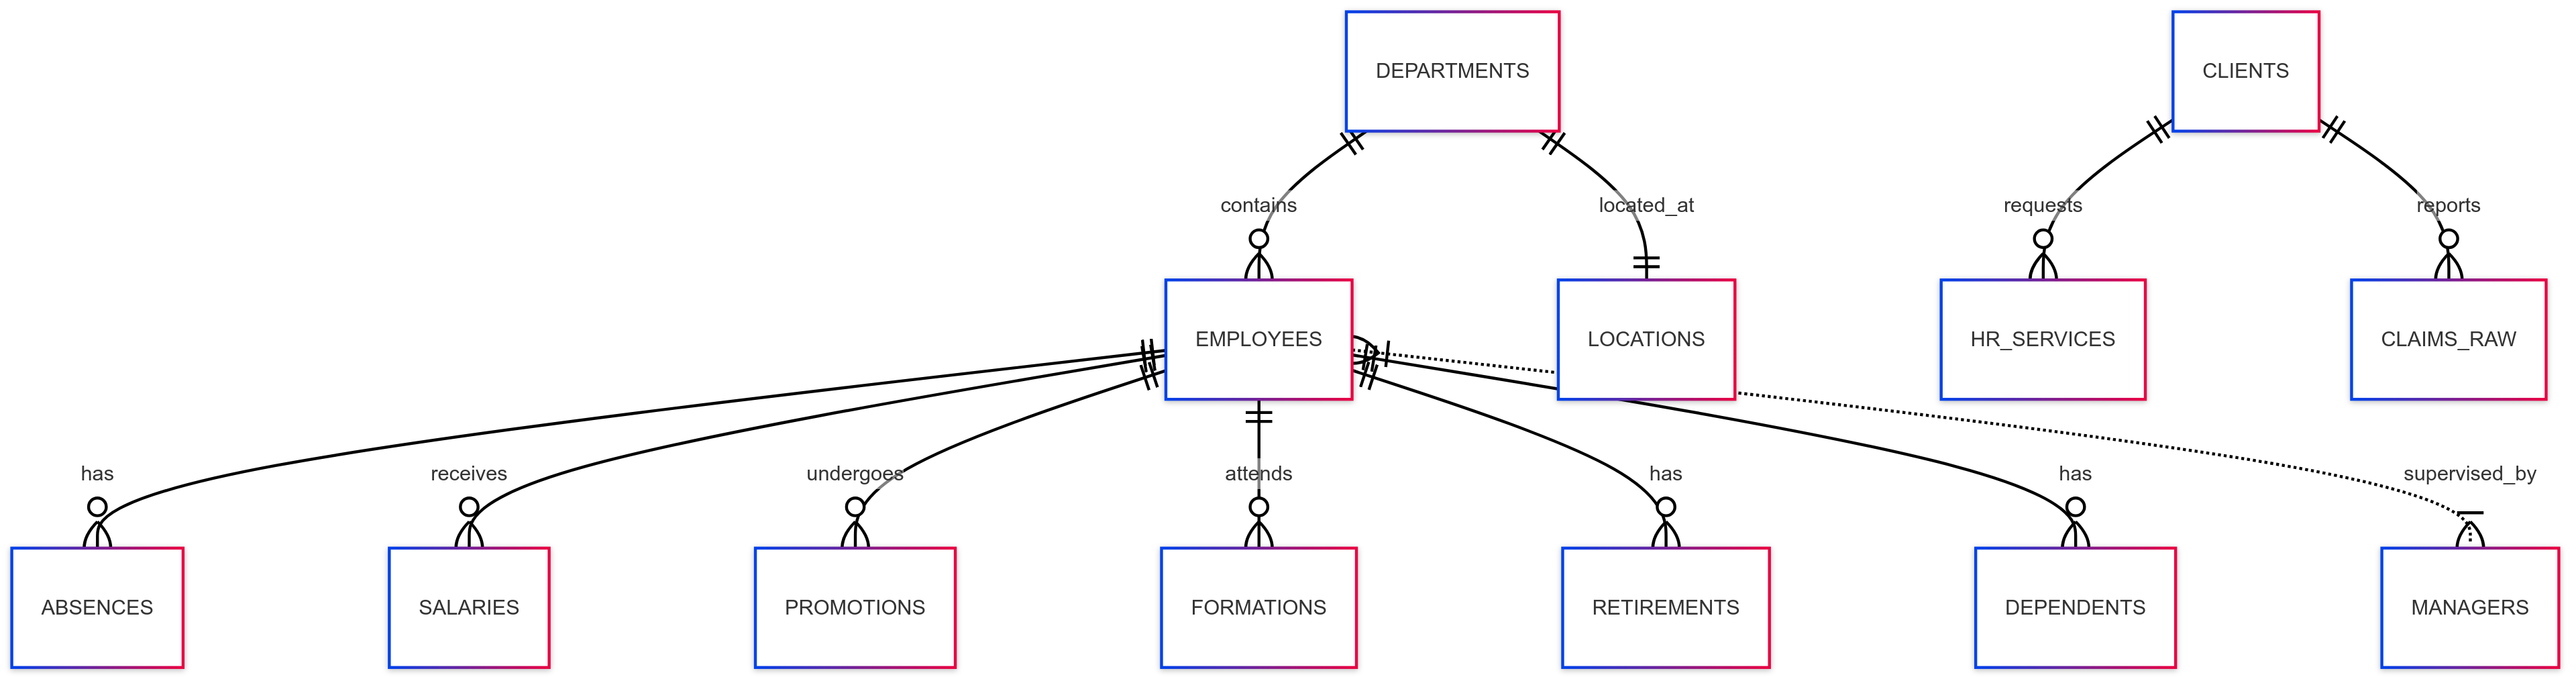 DEPARTMENTS
CLIENTS
contains
located_at
requests
reports
EMPLOYEES
LOCATIONS
HR_SERVICES
CLAIMS_RAW
has
receives
undergoes
attends
has
has
supervised_by
ABSENCES
SALARIES
PROMOTIONS
FORMATIONS
RETIREMENTS
DEPENDENTS
MANAGERS